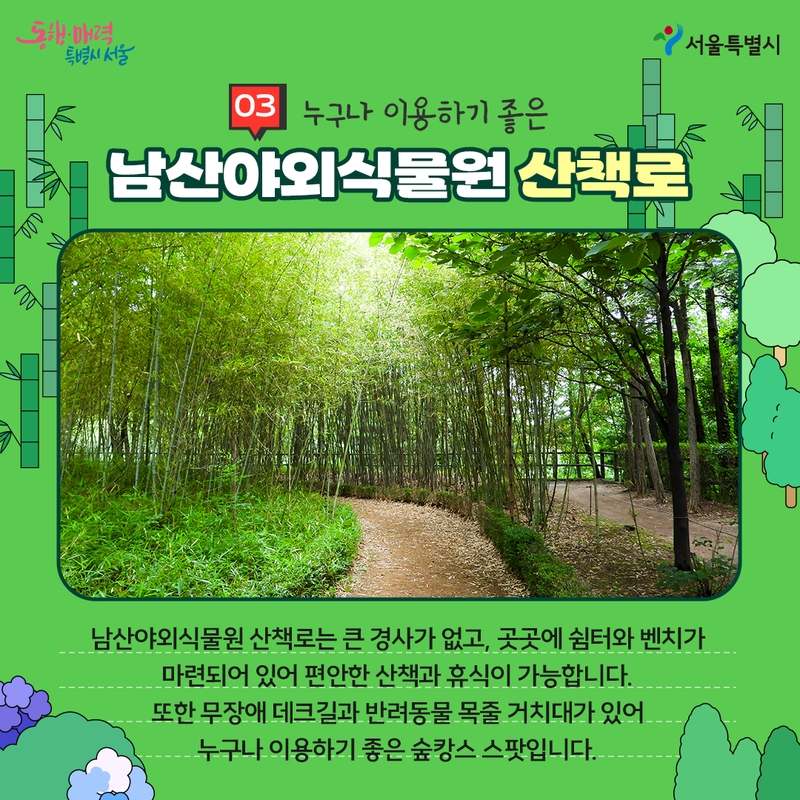 동행·매력
특별시 서울
서울특별시
03 누구나 이용하기 좋은
남산야외식물원 산책로
남산야외식물원 산책로는 큰 경사가 없고, 곳곳에 쉼터와 벤치가
마련되어 있어 편안한 산책과 휴식이 가능합니다.
또한 무장애 데크길과 반려동물 목줄 거치대가 있어
누구나 이용하기 좋은 숲캉스 스팟입니다.